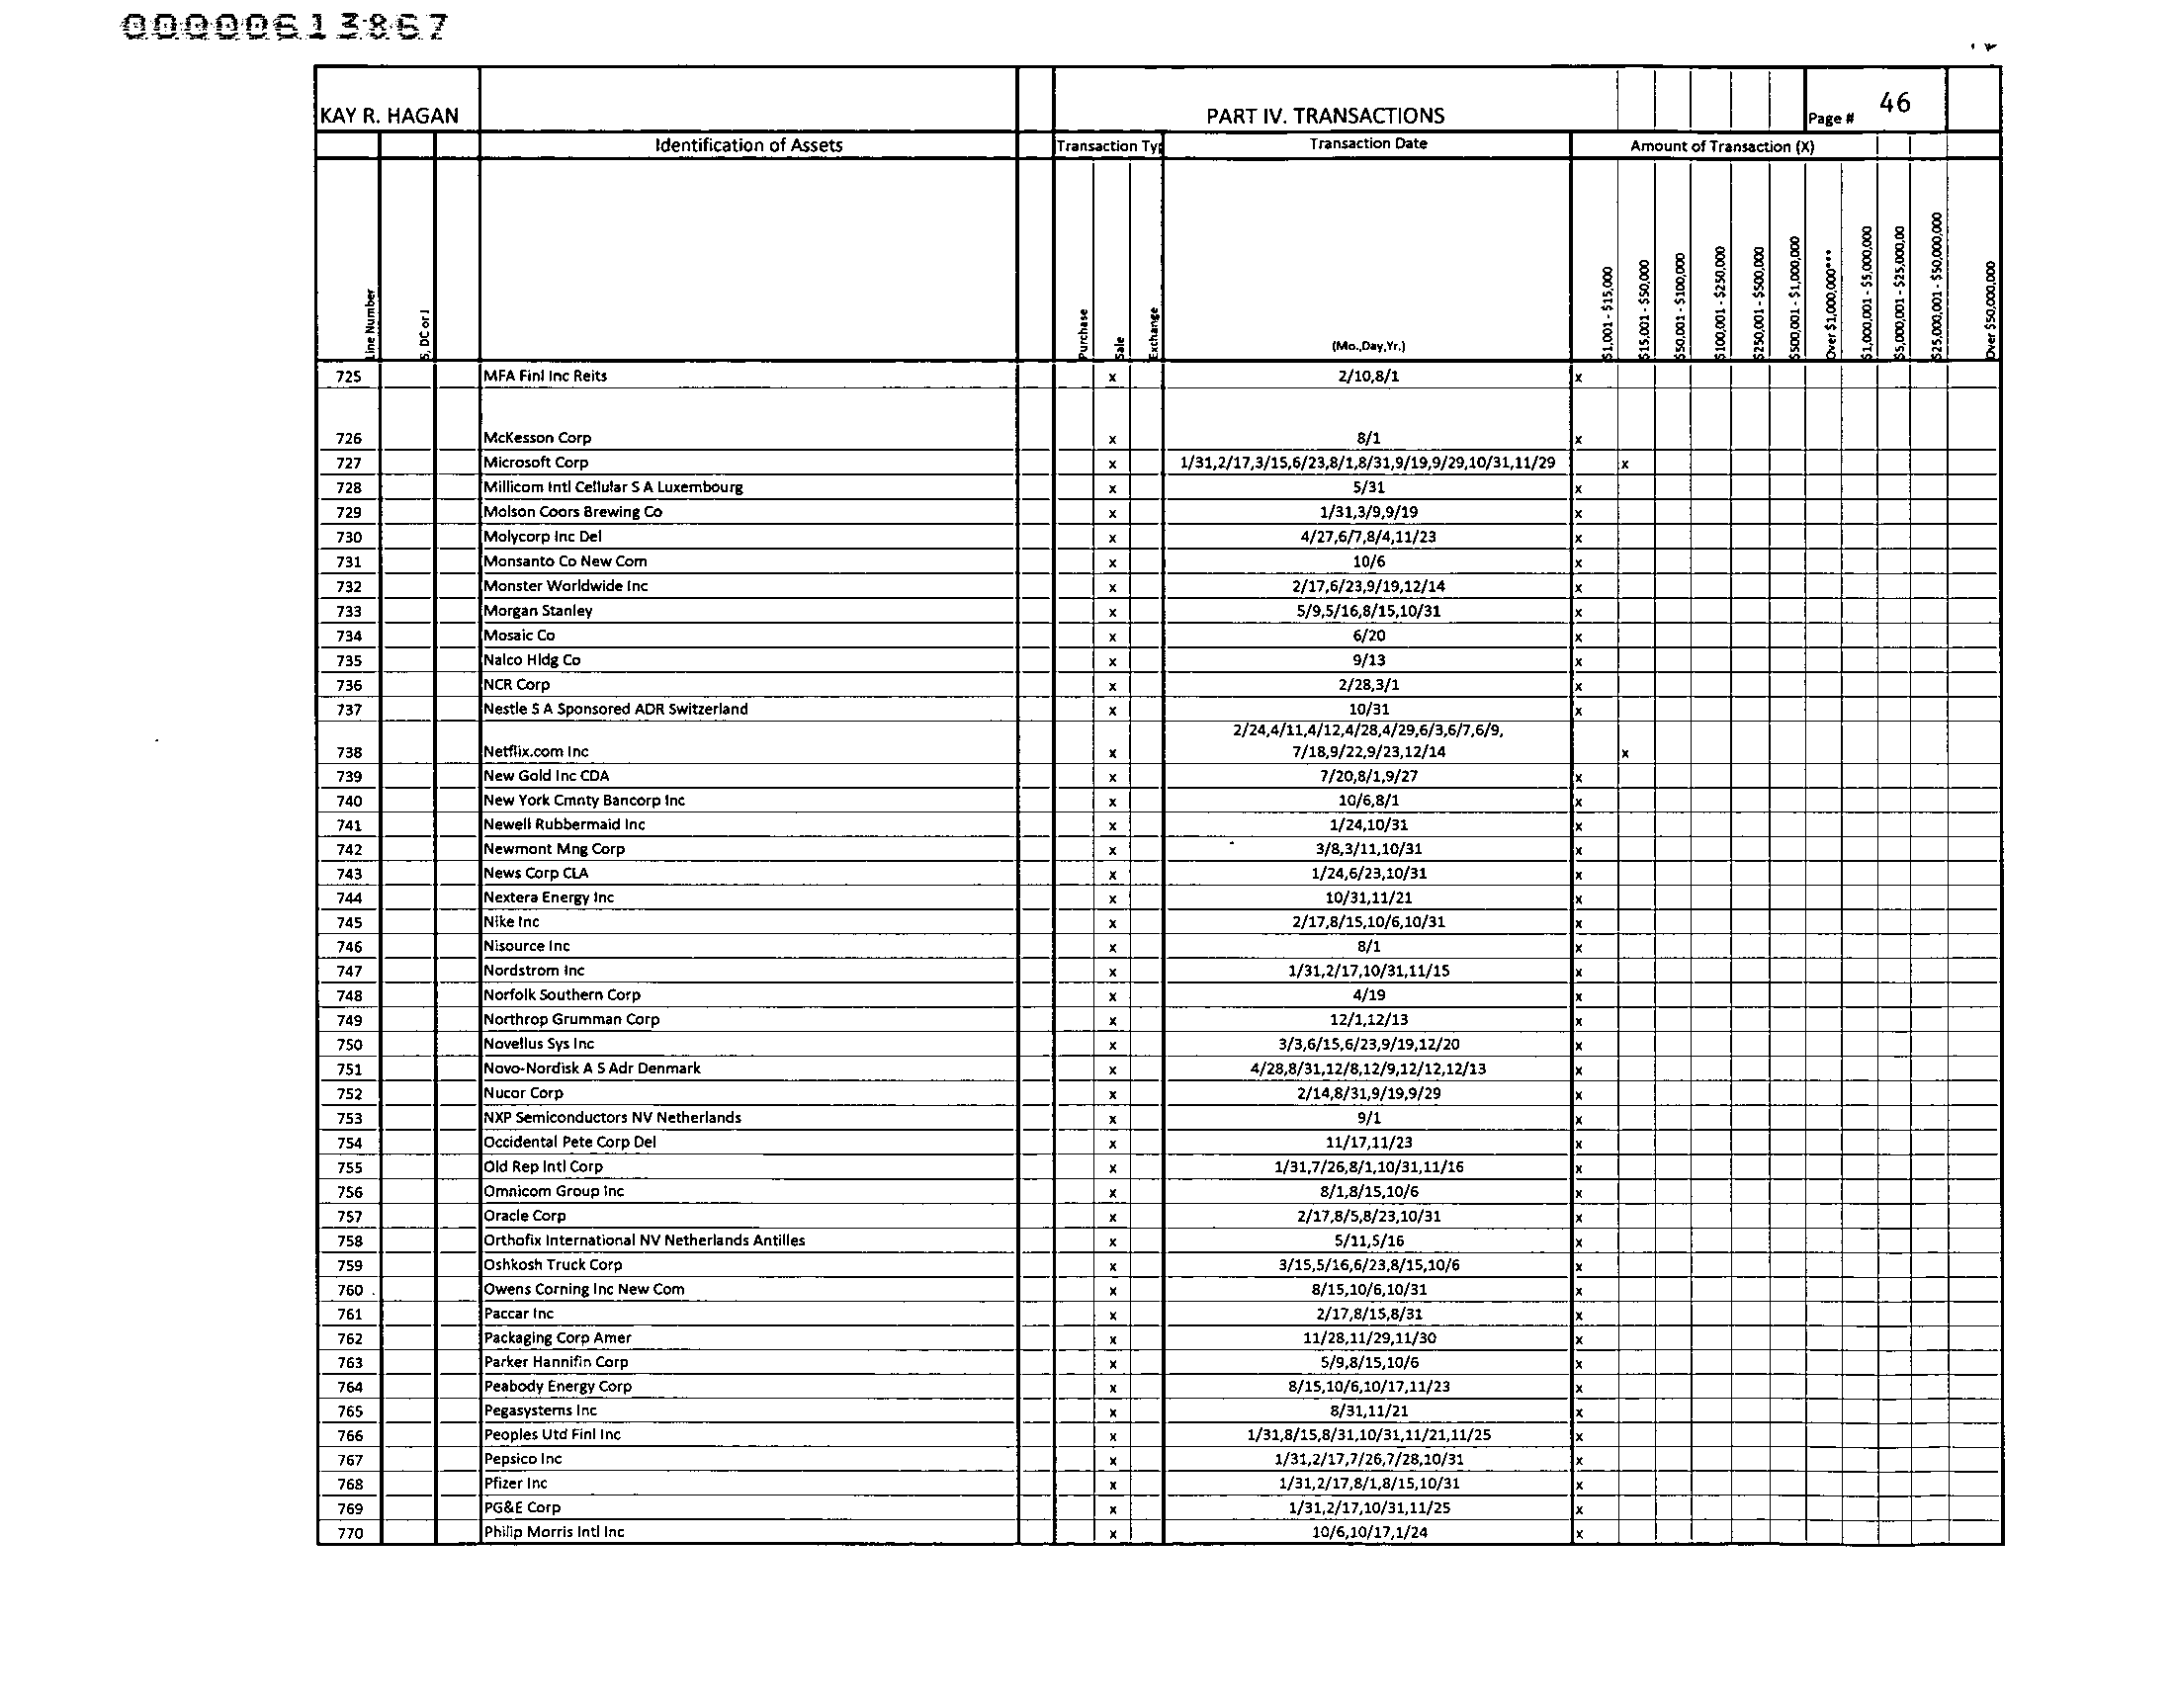 00000613867
KAY R. HAGAN PART IV. TRANSACTIONS Page # 46
Identification of Assets Transaction Typ Transaction Date Amount of Transaction (X)
Line Number S, DC or J Purchase Sale Exchange (Mo.,Day,Yr.) $1,001 - $15,000 $15,001 - $50,000 $50,001 - $100,000 $100,001 - $250,000 $250,001 - $500,000 $500,001 - $1,000,000 Over $1,000,000*** $1,000,001 - $5,000,000 $5,000,001 - $25,000,00 $25,000,001 - $50,000,000 Over $50,000,000
725 MFA Finl Inc Reits x 2/10,8/1 x
726 McKesson Corp x 8/1 x
727 Microsoft Corp x 1/31,2/17,3/15,6/23,8/1,8/31,9/19,9/29,10/31,11/29 x
728 Millicom Intl Cellular S A Luxembourg x 5/31 x
729 Molson Coors Brewing Co x 1/31,3/9,9/19 x
730 Molycorp Inc Del x 4/27,6/7,8/4,11/23 x
731 Monsanto Co New Com x 10/6 x
732 Monster Worldwide Inc x 2/17,6/23,9/19,12/14 x
733 Morgan Stanley x 5/9,5/16,8/15,10/31 x
734 Mosaic Co x 6/20 x
735 Nalco Hldg Co x 9/13 x
736 NCR Corp x 2/28,3/1 x
737 Nestle S A Sponsored ADR Switzerland x 10/31 x
2/24,4/11,4/12,4/28,4/29,6/3,6/7,6/9,
738 Netflix.com Inc x 7/18,9/22,9/23,12/14 x
739 New Gold Inc CDA x 7/20,8/1,9/27 x
740 New York Cmnty Bancorp Inc x 10/6,8/1 x
741 Newell Rubbermaid Inc x 1/24,10/31 x
742 Newmont Mng Corp x 3/8,3/11,10/31 x
743 News Corp CLA x 1/24,6/23,10/31 x
744 Nextera Energy Inc x 10/31,11/21 x
745 Nike Inc x 2/17,8/15,10/6,10/31 x
746 Nisource Inc x 8/1 x
747 Nordstrom Inc x 1/31,2/17,10/31,11/15 x
748 Norfolk Southern Corp x 4/19 x
749 Northrop Grumman Corp x 12/1,12/13 x
750 Novellus Sys Inc x 3/3,6/15,6/23,9/19,12/20 x
751 Novo-Nordisk A S Adr Denmark x 4/28,8/31,12/8,12/9,12/12,12/13 x
752 Nucor Corp x 2/14,8/31,9/19,9/29 x
753 NXP Semiconductors NV Netherlands x 9/1 x
754 Occidental Pete Corp Del x 11/17,11/23 x
755 Old Rep Intl Corp x 1/31,7/26,8/1,10/31,11/16 x
756 Omnicom Group Inc x 8/1,8/15,10/6 x
757 Oracle Corp x 2/17,8/5,8/23,10/31 x
758 Orthofix International NV Netherlands Antilles x 5/11,5/16 x
759 Oshkosh Truck Corp x 3/15,5/16,6/23,8/15,10/6 x
760 Owens Corning Inc New Com x 8/15,10/6,10/31 x
761 Paccar Inc x 2/17,8/15,8/31 x
762 Packaging Corp Amer x 11/28,11/29,11/30 x
763 Parker Hannifin Corp x 5/9,8/15,10/6 x
764 Peabody Energy Corp x 8/15,10/6,10/17,11/23 x
765 Pegasystems Inc x 8/31,11/21 x
766 Peoples Utd Finl Inc x 1/31,8/15,8/31,10/31,11/21,11/25 x
767 Pepsico Inc x 1/31,2/17,7/26,7/28,10/31 x
768 Pfizer Inc x 1/31,2/17,8/1,8/15,10/31 x
769 PG&E Corp x 1/31,2/17,10/31,11/25 x
770 Philip Morris Intl Inc x 10/6,10/17,1/24 x